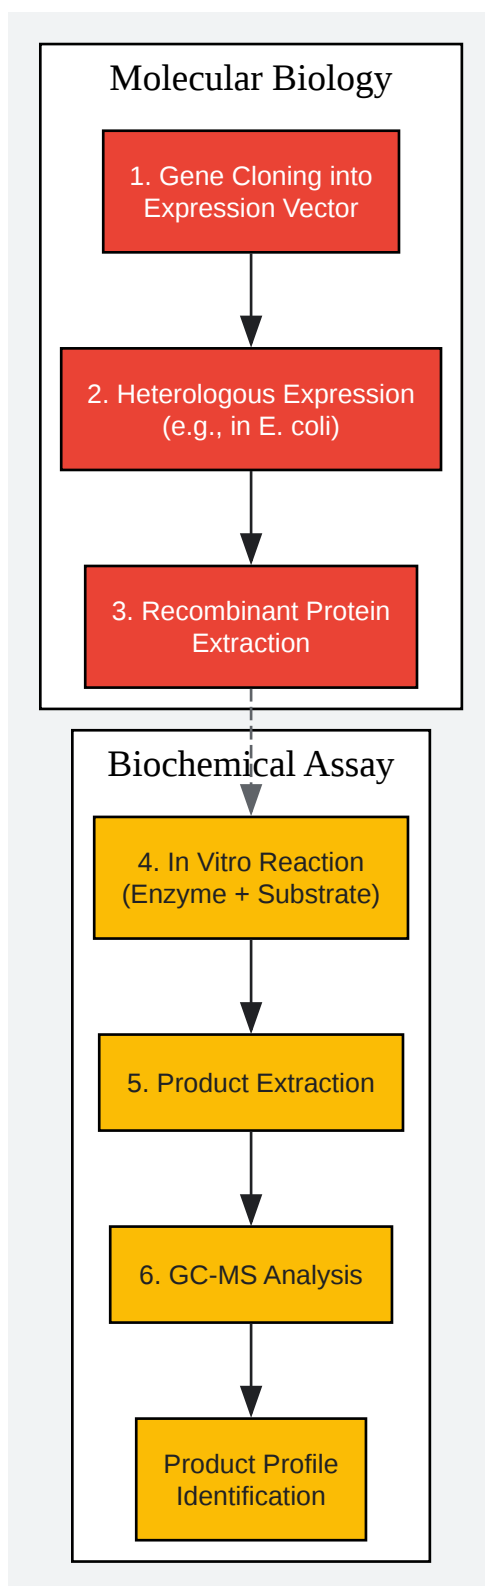 Molecular Biology
1. Gene Cloning into
Expression Vector
2. Heterologous Expression
(e.g., in E. coli)
3. Recombinant Protein
Extraction
Biochemical Assay
4. In Vitro Reaction
(Enzyme + Substrate)
5. Product Extraction
6. GC-MS Analysis
Product Profile
Identification